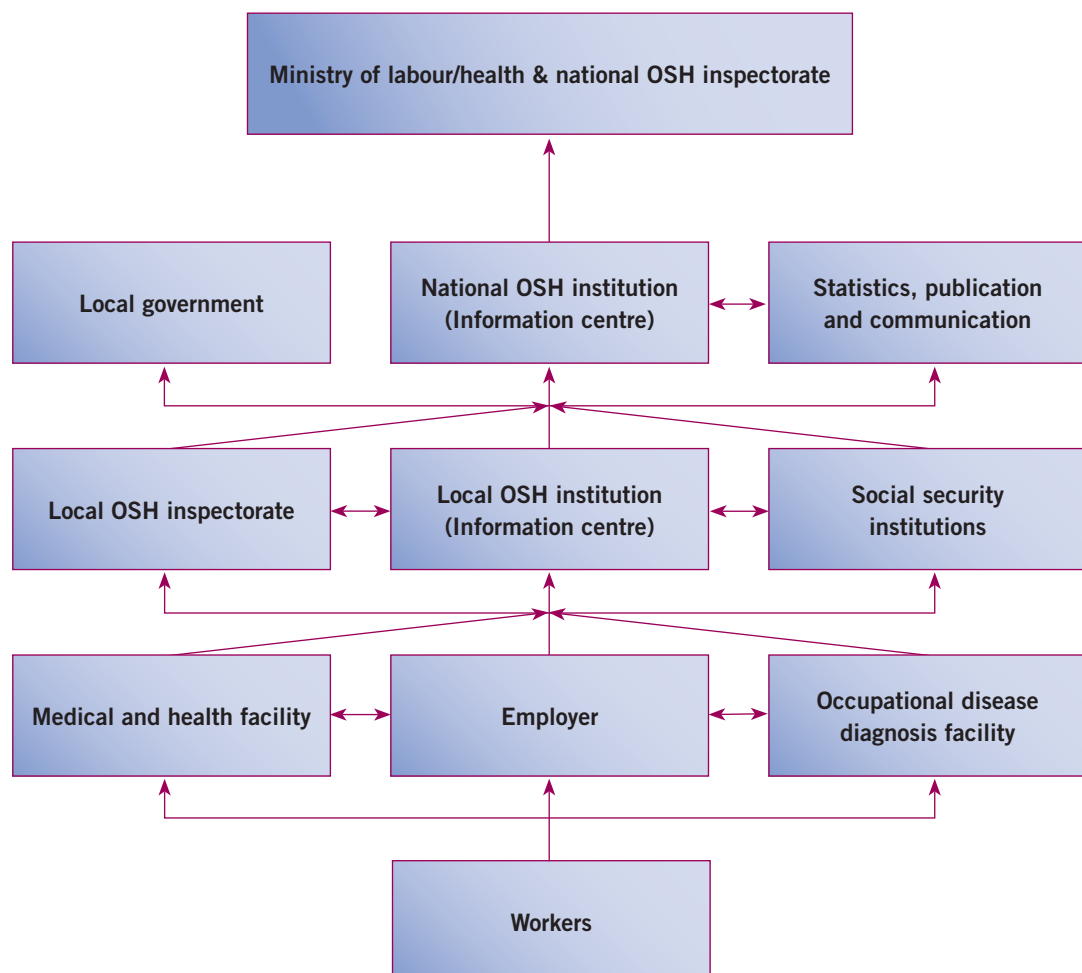 Ministry of labour/health & national OSH inspectorate
Local government
National OSH institution
(Information centre)
Statistics, publication
and communication
Local OSH inspectorate
Local OSH institution
(Information centre)
Social security
institutions
Medical and health facility
Employer
Occupational disease
diagnosis facility
Workers